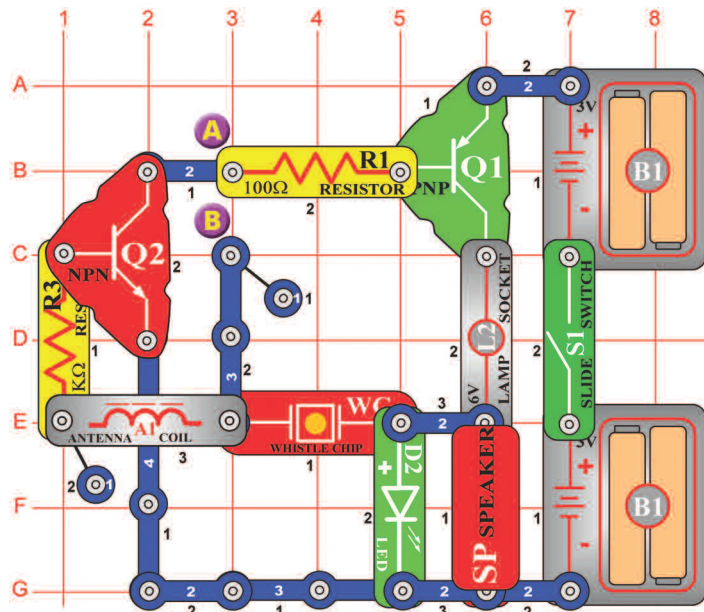 1 2 3 4 5 6 7 8
A
B
C
D
E
F
G
A
B
2
2
1
3V
+
-
1
B1
2
1
100Ω
R1
RESISTOR
2
PNP
Q1
NPN
Q2
2
R3
RES
KΩ
1
1 1
3
2
L2
LAMP SOCKET
6V
2
S1
SLIDE SWITCH
2
A1
ANTENNA COIL
3
WC
WHISTLE CHIP
1
3
2
2 1
4
1
D2
+
LED
2
SP
SPEAKER
1
3V
+
-
1
B1
2
2
3
1
2
3
2
2